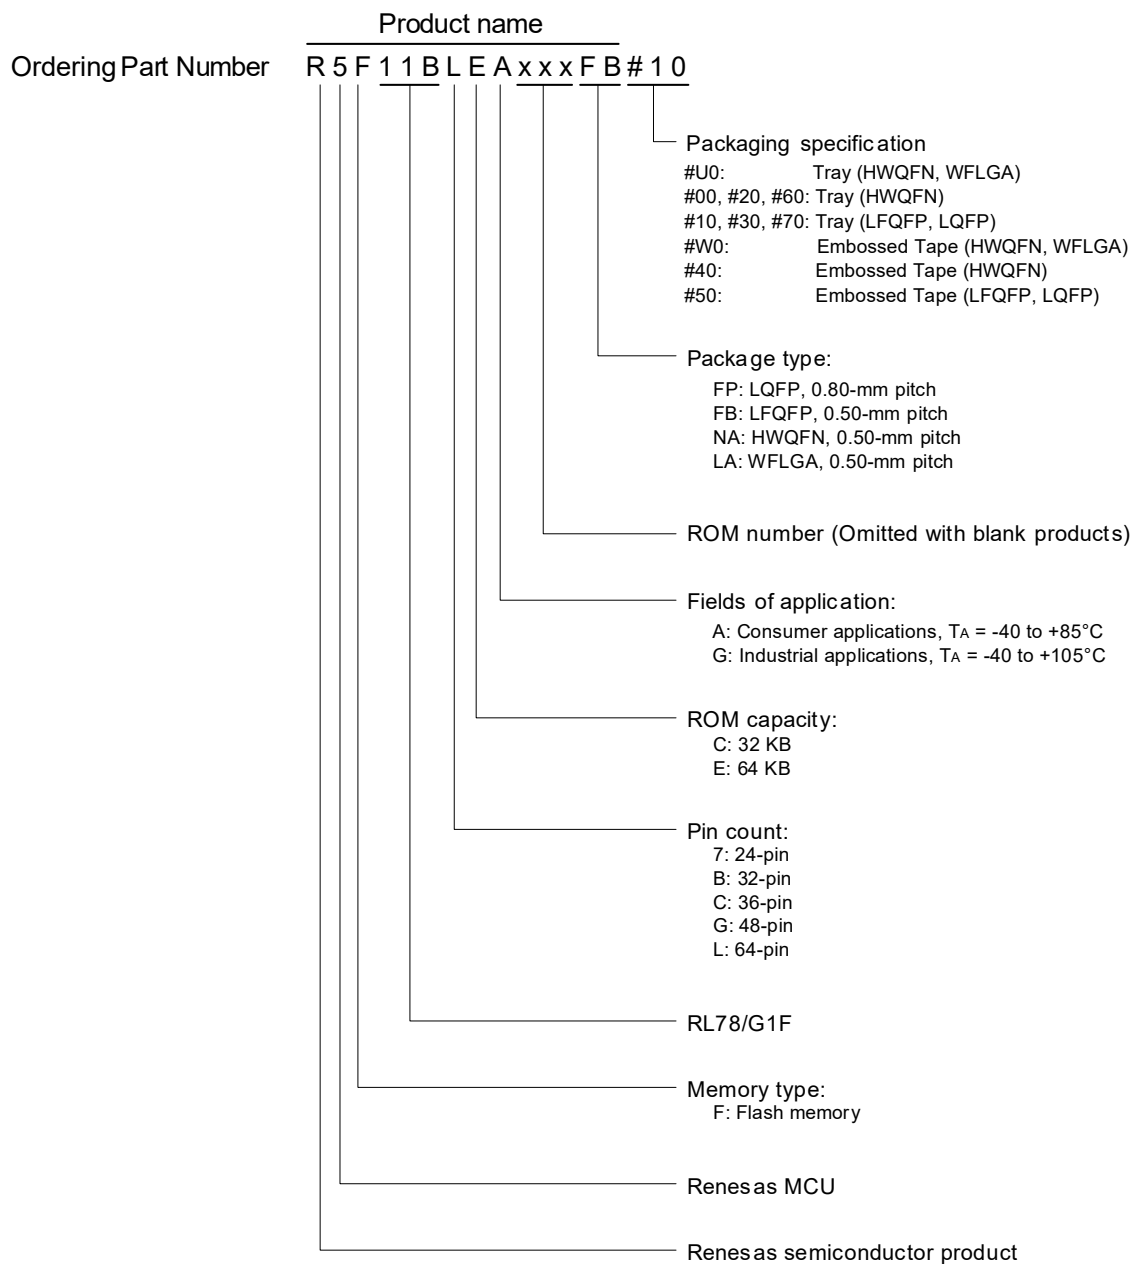 Product name
Ordering Part Number R 5 F 1 1 B L E A x x x F B # 1 0
Packaging specification
#U0: Tray (HWQFN, WFLGA)
#00, #20, #60: Tray (HWQFN)
#10, #30, #70: Tray (LFQFP, LQFP)
#W0: Embossed Tape (HWQFN, WFLGA)
#40: Embossed Tape (HWQFN)
#50: Embossed Tape (LFQFP, LQFP)
Package type:
FP: LQFP, 0.80-mm pitch
FB: LFQFP, 0.50-mm pitch
NA: HWQFN, 0.50-mm pitch
LA: WFLGA, 0.50-mm pitch
ROM number (Omitted with blank products)
Fields of application:
A: Consumer applications, TA = -40 to +85°C
G: Industrial applications, TA = -40 to +105°C
ROM capacity:
C: 32 KB
E: 64 KB
Pin count:
7: 24-pin
B: 32-pin
C: 36-pin
G: 48-pin
L: 64-pin
RL78/G1F
Memory type:
F: Flash memory
Renesas MCU
Renesas semiconductor product